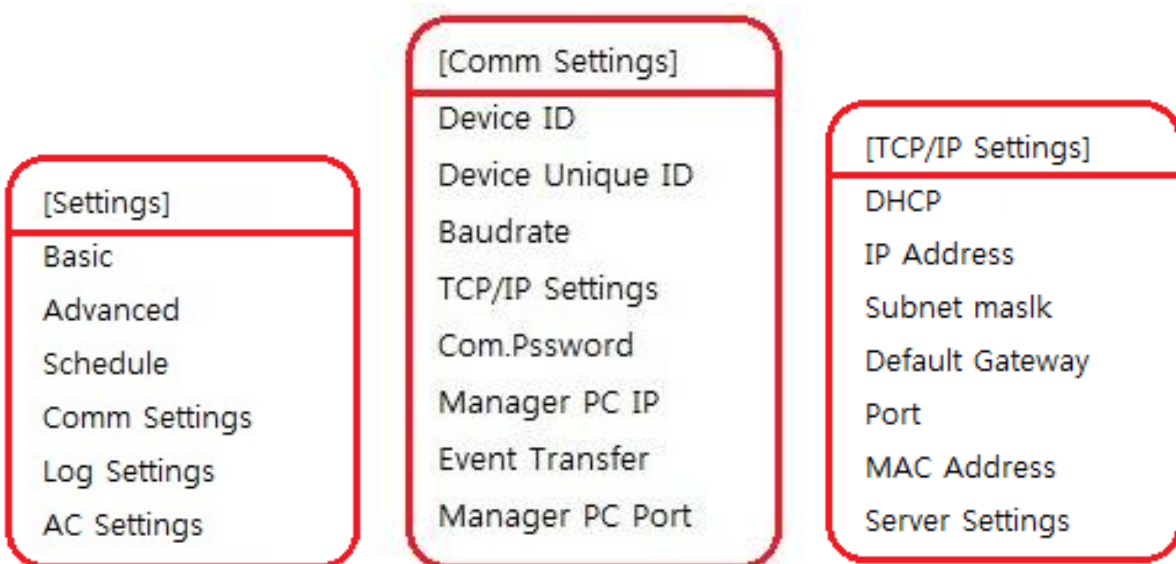 [Settings]
Basic
Advanced
Schedule
Comm Settings
Log Settings
AC Settings
[Comm Settings]
Device ID
Device Unique ID
Baudrate
TCP/IP Settings
Com.Pssword
Manager PC IP
Event Transfer
Manager PC Port
[TCP/IP Settings]
DHCP
IP Address
Subnet maslk
Default Gateway
Port
MAC Address
Server Settings